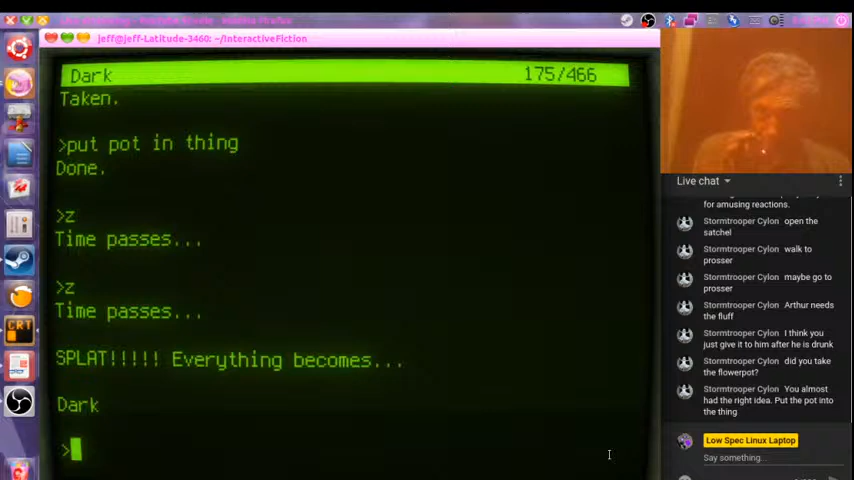 jeff@jeff-Latitude-3460: ~/InteractiveFiction
Dark 175/466
Taken.
>put pot in thing
Done.
>z
Time passes...
>z
Time passes...
SPLAT!!!!! Everything becomes...
Dark
>
CRT
Live chat
for amusing reactions.
Stormtrooper Cylon open the
satchel
Stormtrooper Cylon walk to
prosser
Stormtrooper Cylon maybe go to
prosser
Stormtrooper Cylon Arthur needs
the fluff
Stormtrooper Cylon I think you
just give it to him after he is drunk
Stormtrooper Cylon did you take
the flowerpot?
Stormtrooper Cylon You almost
had the right idea. Put the pot into
the thing
Low Spec Linux Laptop
Say something...